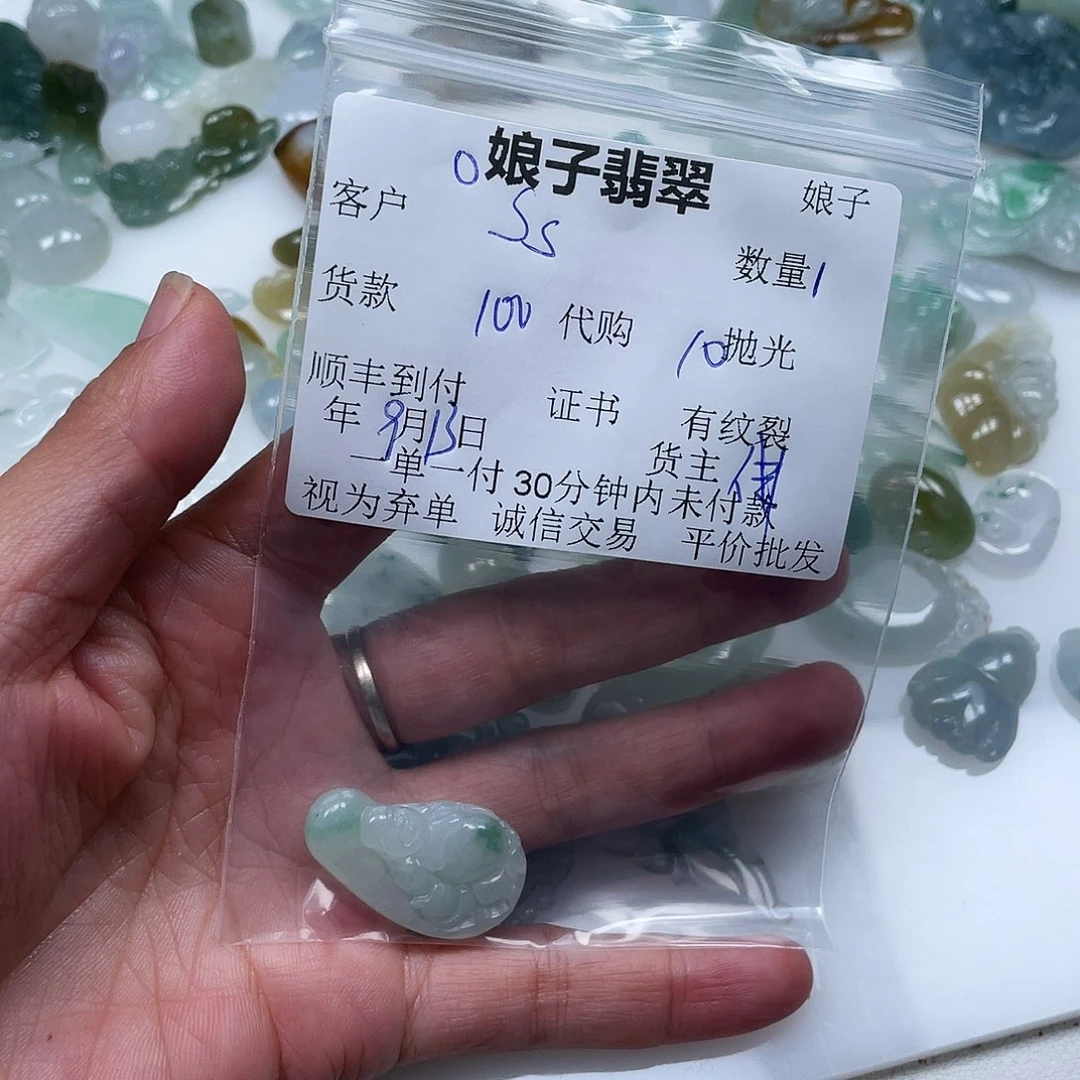 娘子翡翠 娘子
客户 Ss 数量1
货款 100 代购 10 抛光
顺丰到付 证书 有纹裂
年9月13日 货主
一单一付 30分钟内未付款
视为弃单 诚信交易 平价批发